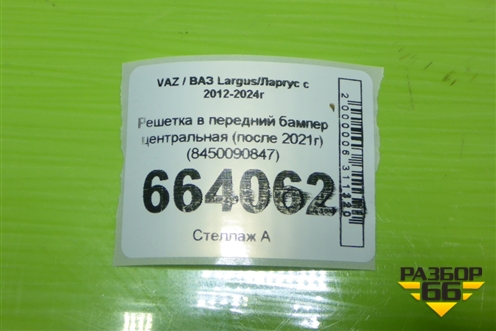 VAZ / ВАЗ Largus/Ларгус с
2012-2024г
Решетка в передний бампер
центральная (после 2021г)
(8450090847)
664062
Стеллаж А
РАЗБОР
66